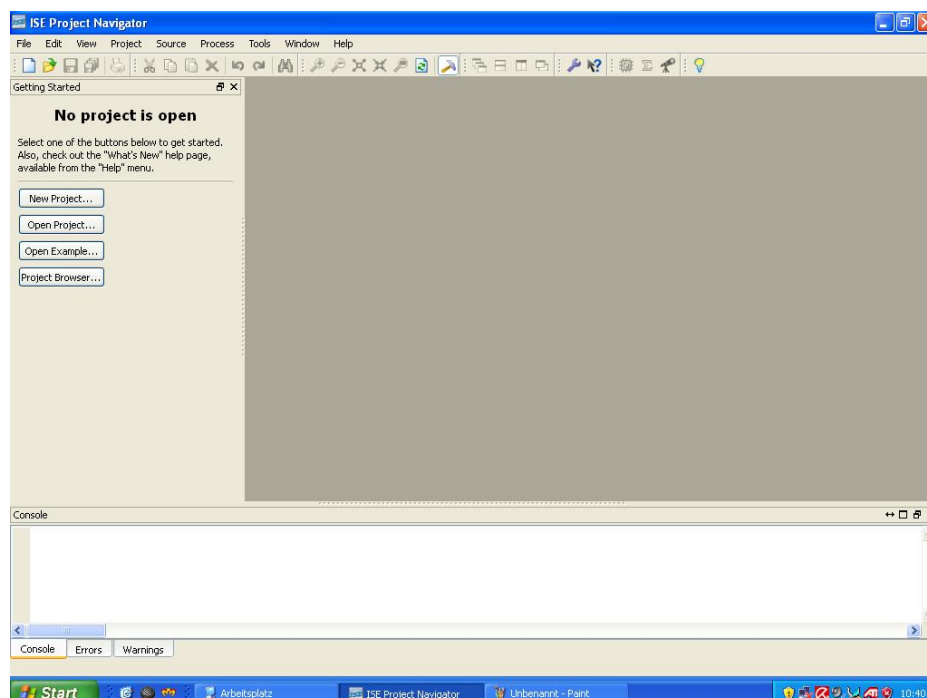 ISE Project Navigator
File Edit View Project Source Process Tools Window Help
Getting Started
No project is open
Select one of the buttons below to get started.
Also, check out the "What's New" help page,
available from the "Help" menu.
New Project...
Open Project...
Open Example...
Project Browser...
Console
Console Errors Warnings
Start Arbeitsplatz ISE Project Navigator Unbenannt - Paint 10:40